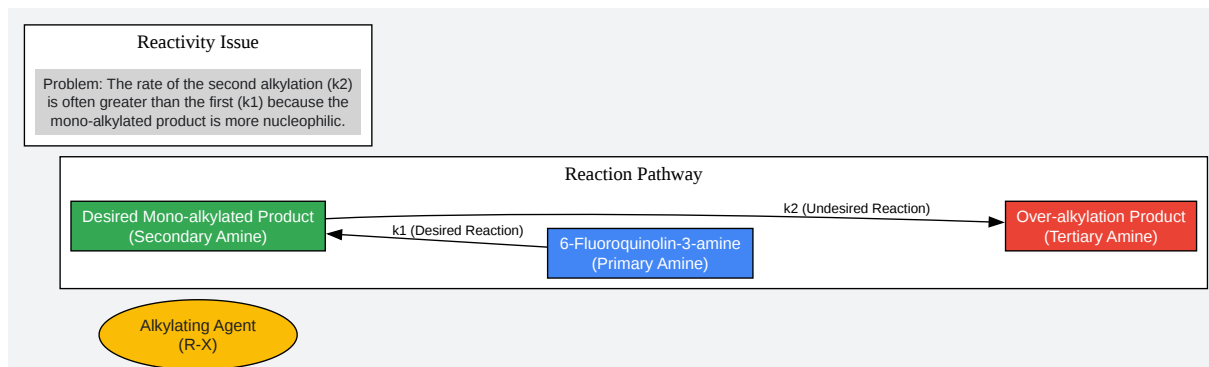 Reactivity Issue
Problem: The rate of the second alkylation (k2)
is often greater than the first (k1) because the
mono-alkylated product is more nucleophilic.
Reaction Pathway
Desired Mono-alkylated Product
(Secondary Amine)
k1 (Desired Reaction)
6-Fluoroquinolin-3-amine
(Primary Amine)
k2 (Undesired Reaction)
Over-alkylation Product
(Tertiary Amine)
Alkylating Agent
(R-X)